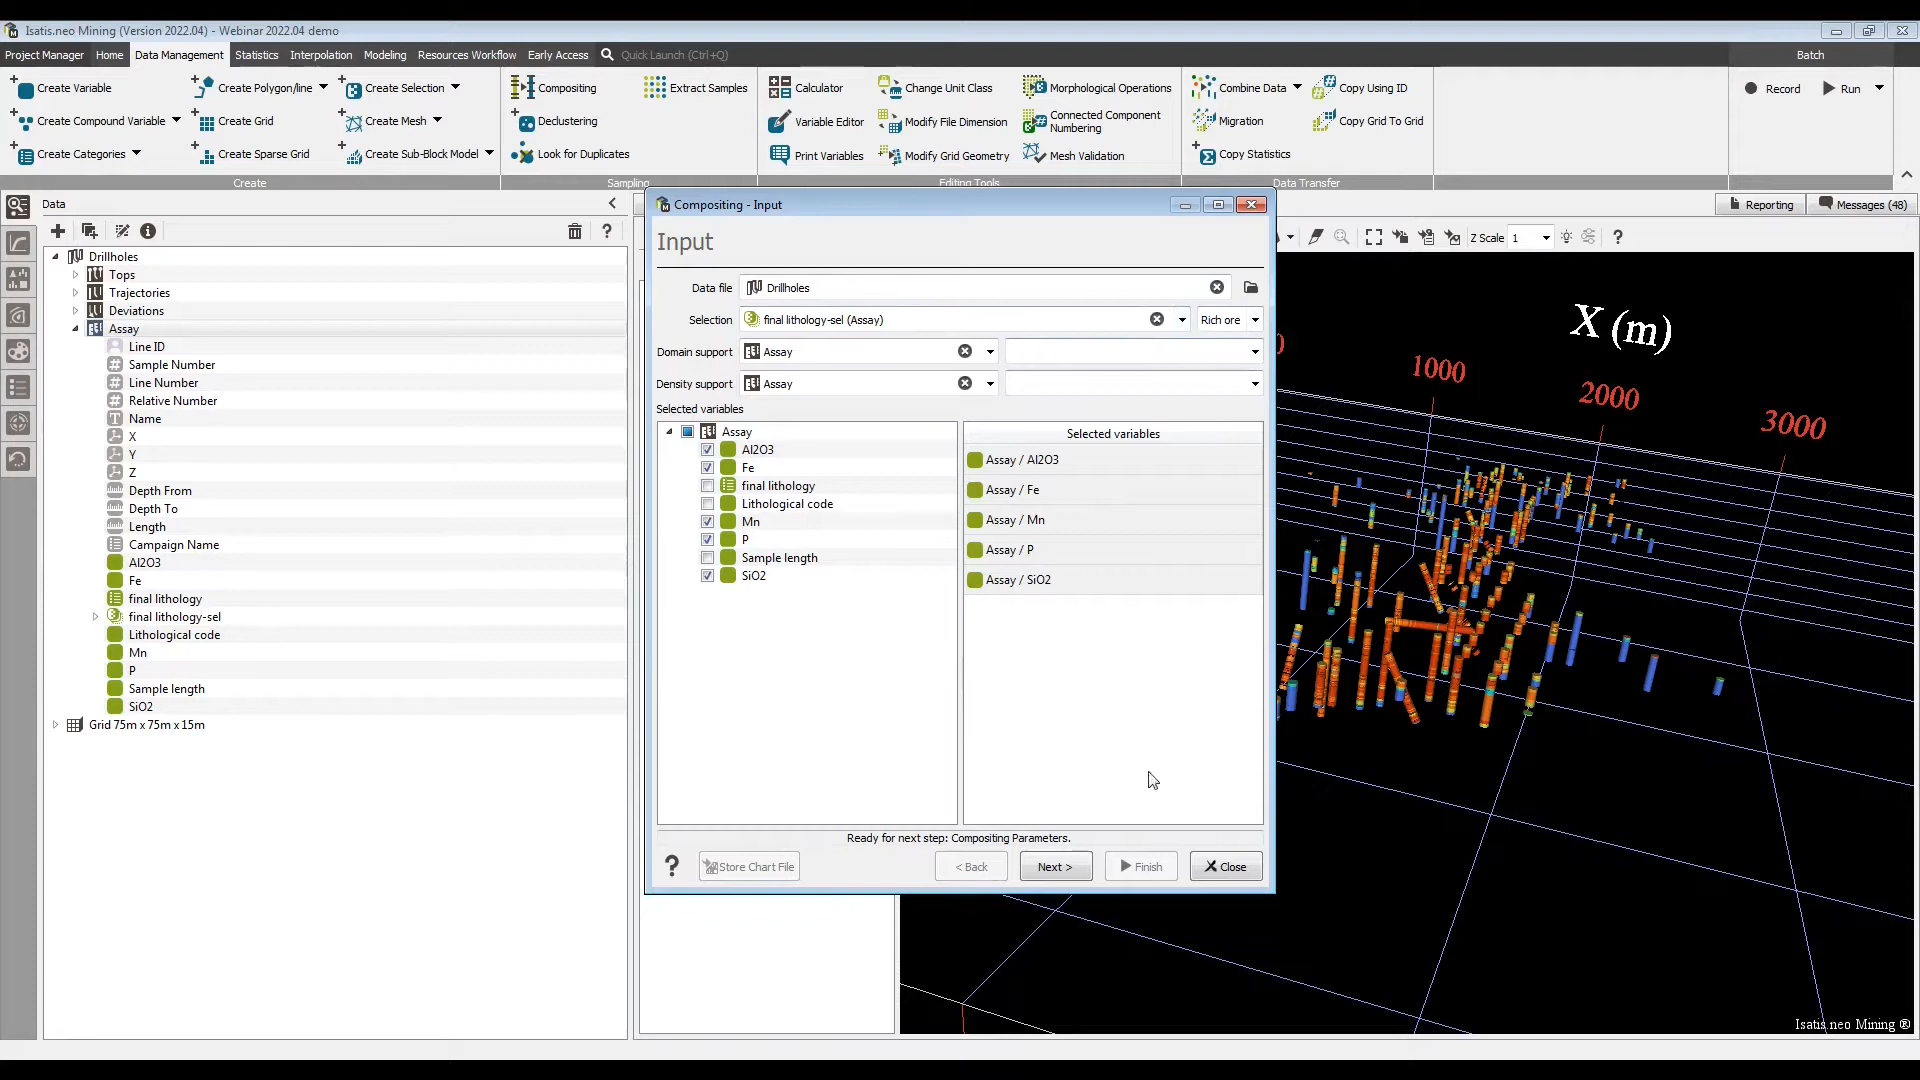 Isatis.neo Mining (Version 2022.04) - Webinar 2022.04 demo
Project Manager Home Data Management Statistics Interpolation Modeling Resources Workflow Early Access Quick Launch (Ctrl+Q) Batch
Create Variable Create Polygon/line Create Selection Compositing Extract Samples Calculator Change Unit Class Morphological Operations Combine Data Copy Using ID Record Run
Create Compound Variable Create Grid Create Mesh Declustering Variable Editor Modify File Dimension Connected Component Numbering Migration Copy Grid To Grid
Create Categories Create Sparse Grid Create Sub-Block Model Look for Duplicates Print Variables Modify Grid Geometry Mesh Validation Copy Statistics
Create Sampling Editing Tools Data Transfer
Data
Drillholes
Tops
Trajectories
Deviations
Assay
Line ID
Sample Number
Line Number
Relative Number
Name
X
Y
Z
Depth From
Depth To
Length
Campaign Name
Al2O3
Fe
final lithology
final lithology-sel
Lithological code
Mn
P
Sample length
SiO2
Grid 75m x 75m x 15m
Compositing - Input
Input
Data file Drillholes
Selection final lithology-sel (Assay) Rich ore
Domain support Assay
Density support Assay
Selected variables
Assay
Al2O3
Fe
final lithology
Lithological code
Mn
P
Sample length
SiO2
Selected variables
Assay / Al2O3
Assay / Fe
Assay / Mn
Assay / P
Assay / SiO2
Ready for next step: Compositing Parameters.
? Store Chart File < Back Next > Finish Close
Reporting Messages (48)
Z Scale 1 ?
X (m)
1000
2000
3000
Isatis.neo Mining ®